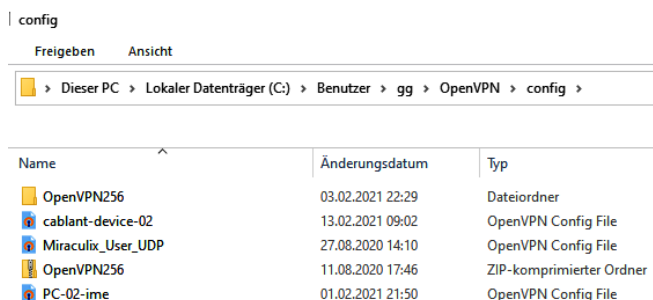 config
Freigeben Ansicht
› Dieser PC › Lokaler Datenträger (C:) › Benutzer › gg › OpenVPN › config ›
Name Änderungsdatum Typ
OpenVPN256 03.02.2021 22:29 Dateiordner
cablant-device-02 13.02.2021 09:02 OpenVPN Config File
Miraculix_User_UDP 27.08.2020 14:10 OpenVPN Config File
OpenVPN256 11.08.2020 17:46 ZIP-komprimierter Ordner
PC-02-ime 01.02.2021 21:50 OpenVPN Config File